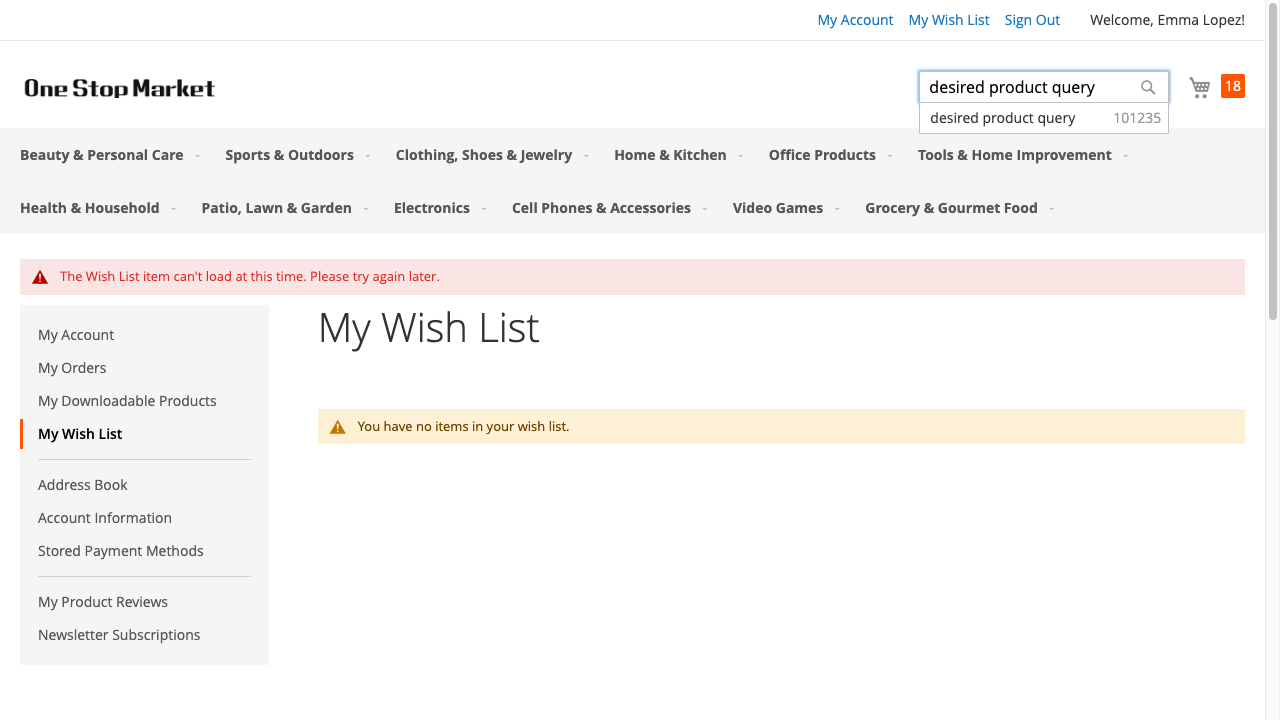 My Account My Wish List Sign Out Welcome, Emma Lopez!
One Stop Market
desired product query
18
desired product query 101235
Beauty & Personal Care Sports & Outdoors Clothing, Shoes & Jewelry Home & Kitchen Office Products Tools & Home Improvement
Health & Household Patio, Lawn & Garden Electronics Cell Phones & Accessories Video Games Grocery & Gourmet Food
The Wish List item can't load at this time. Please try again later.
My Account
My Orders
My Downloadable Products
My Wish List
Address Book
Account Information
Stored Payment Methods
My Product Reviews
Newsletter Subscriptions
My Wish List
You have no items in your wish list.